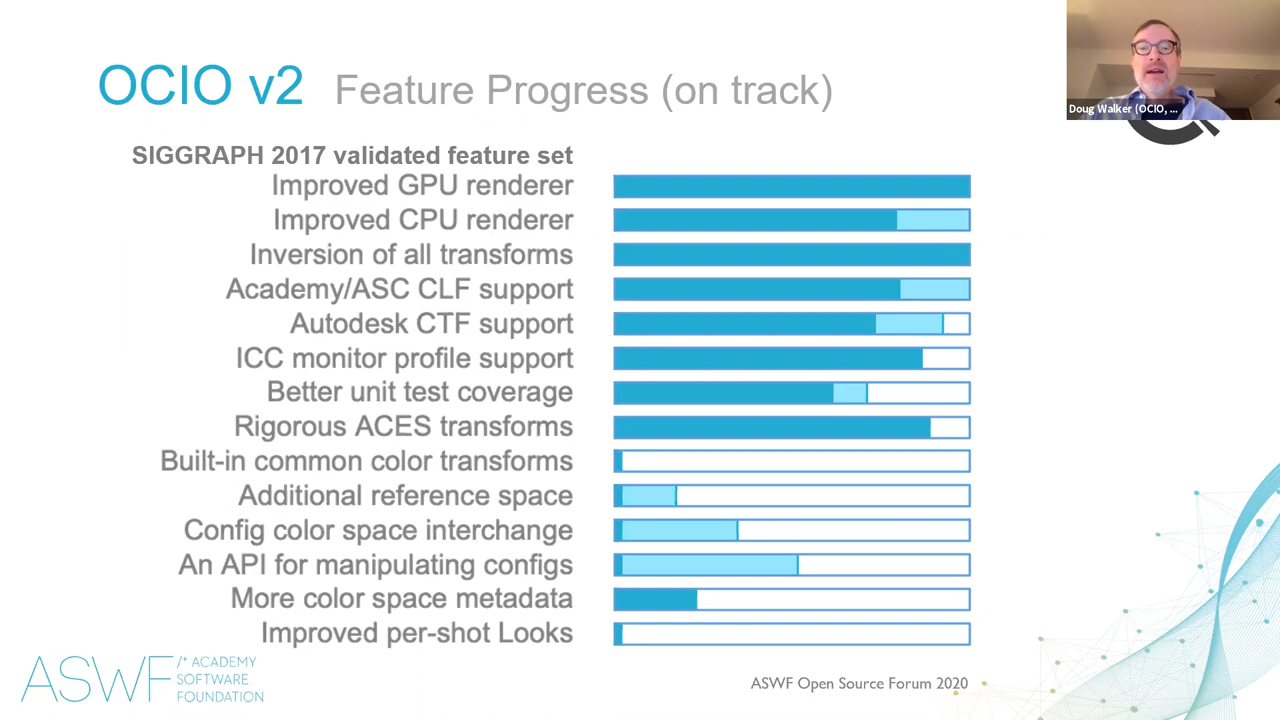 OCIO v2 Feature Progress (on track)
Doug Walker (OCIO, ...
SIGGRAPH 2017 validated feature set
Improved GPU renderer
Improved CPU renderer
Inversion of all transforms
Academy/ASC CLF support
Autodesk CTF support
ICC monitor profile support
Better unit test coverage
Rigorous ACES transforms
Built-in common color transforms
Additional reference space
Config color space interchange
An API for manipulating configs
More color space metadata
Improved per-shot Looks
ASWF /* ACADEMY
SOFTWARE
FOUNDATION
ASWF Open Source Forum 2020